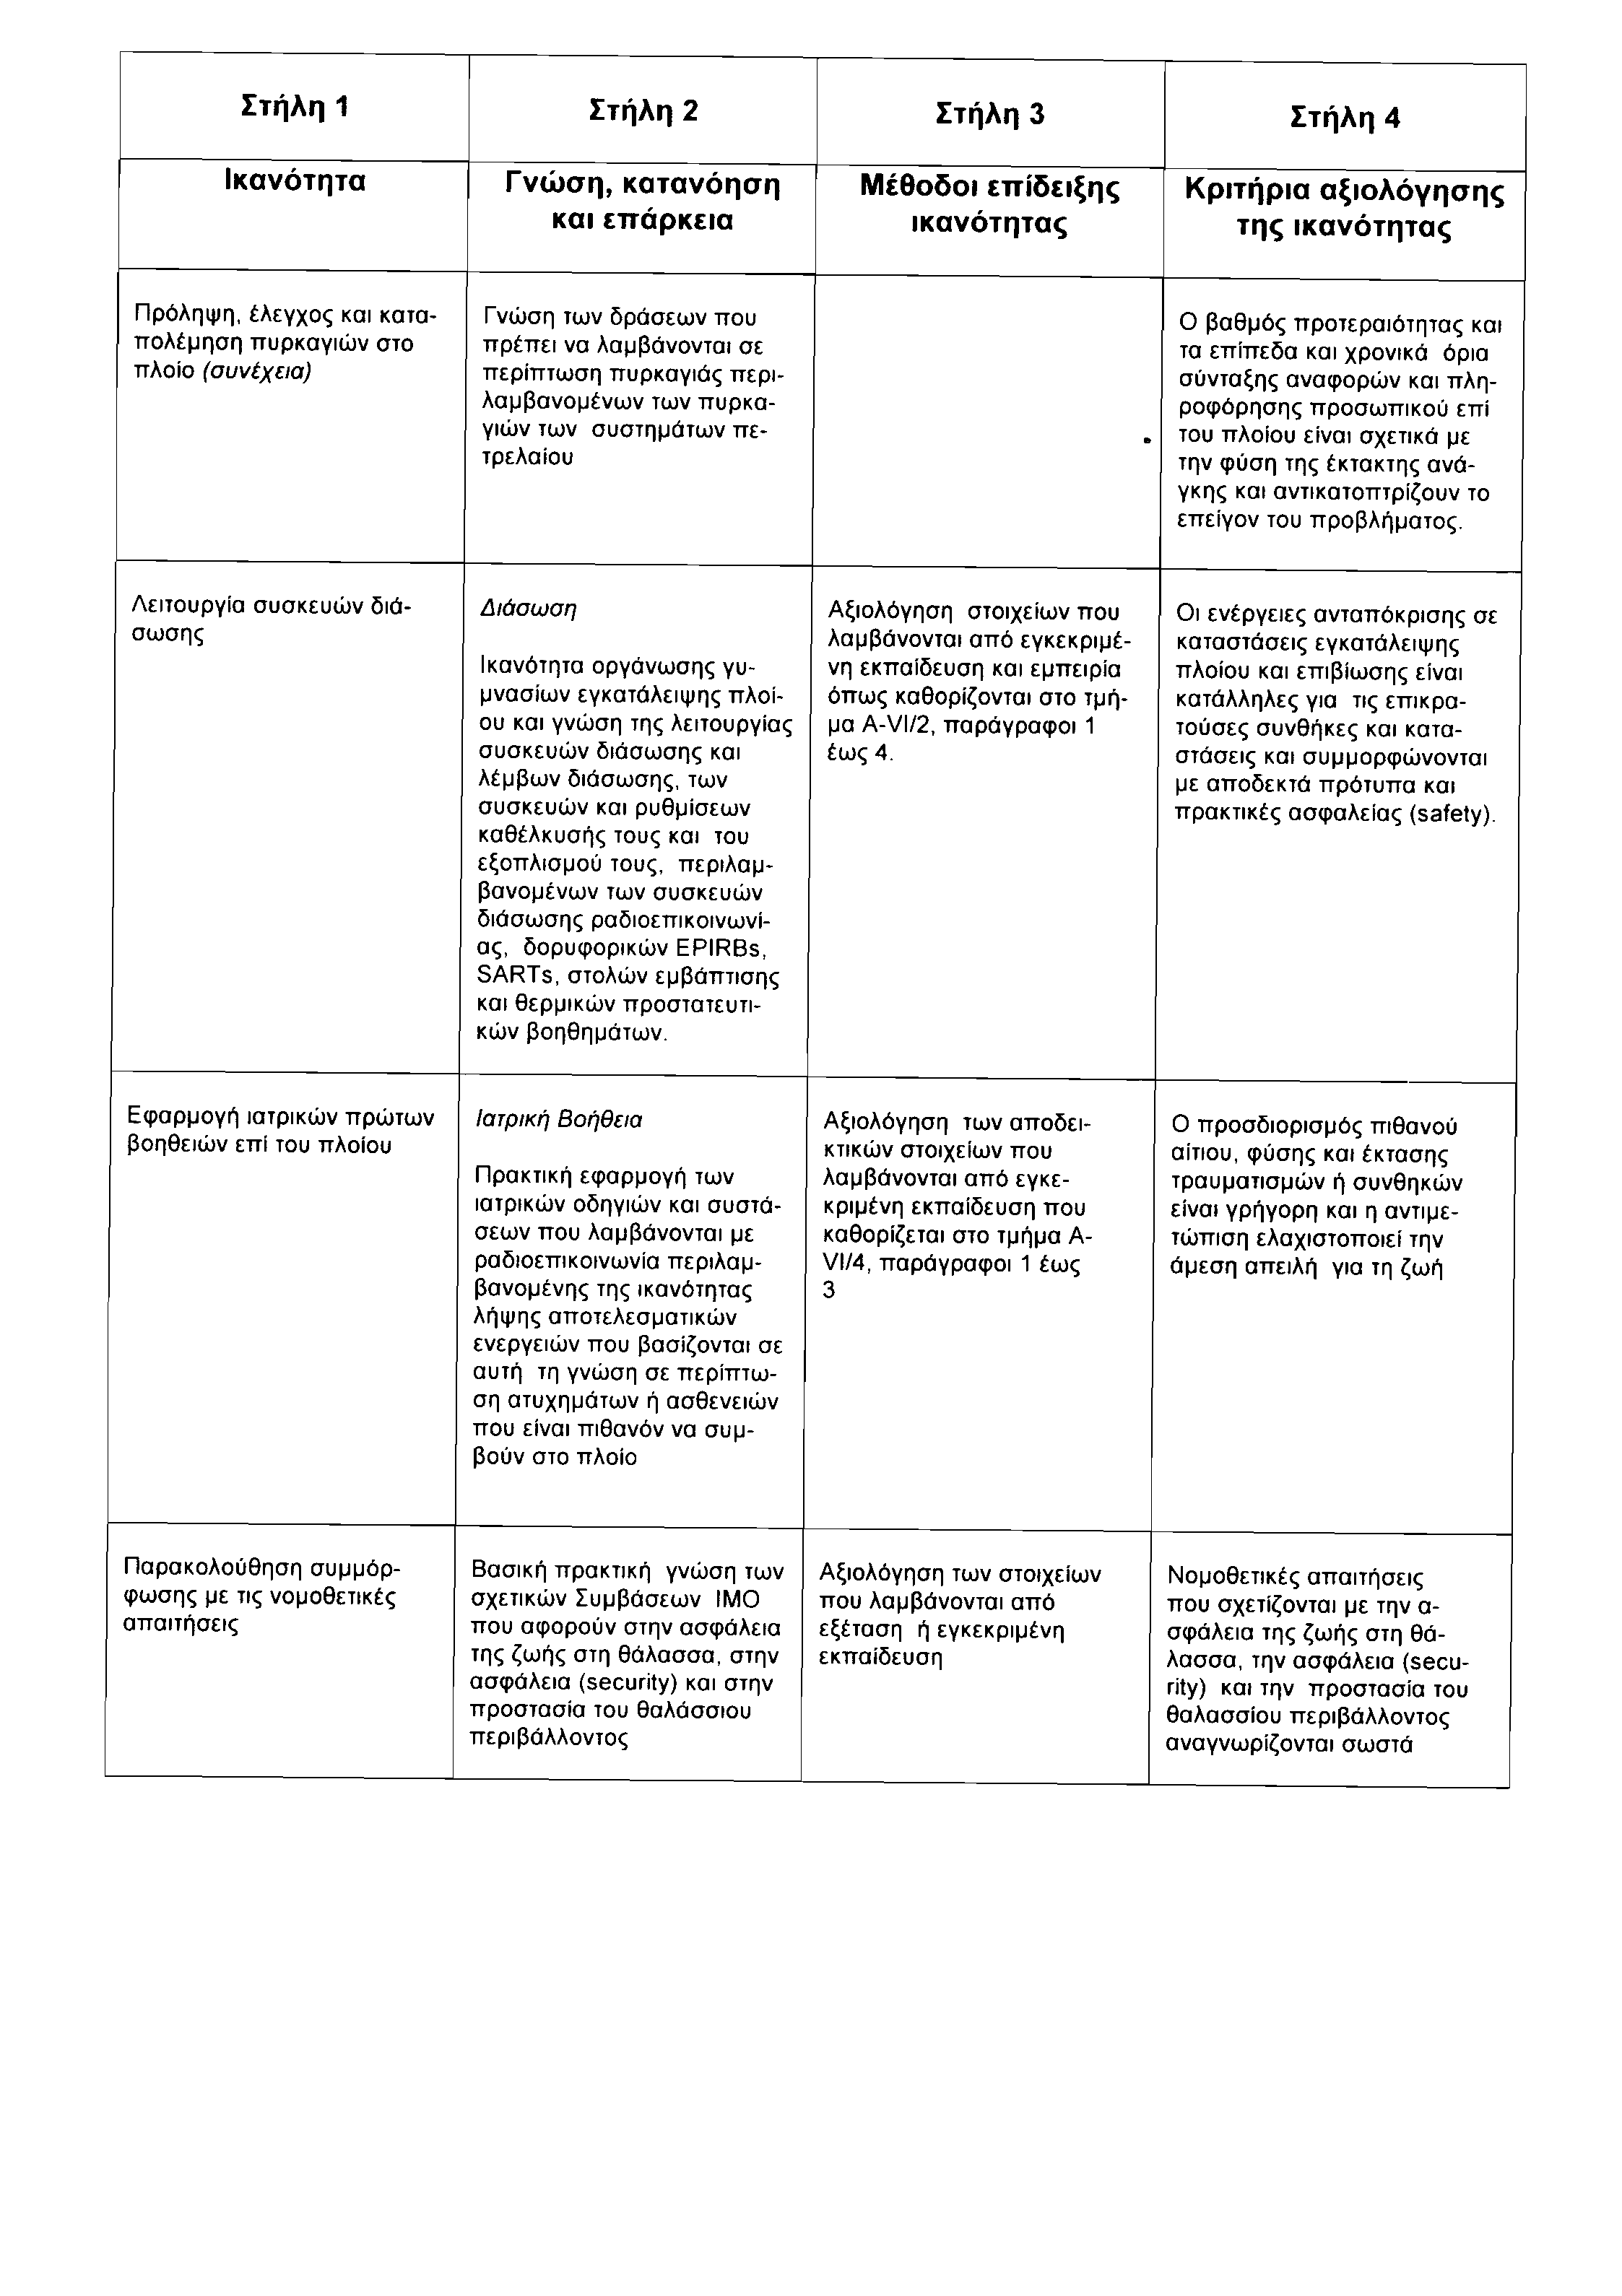 Στήλη 1
Στήλη 2
Στήλη 3
Στήλη 4
Ικανότητα
Γνώση, κατανόηση
και επάρκεια
Μέθοδοι επίδειξης
ικανότητας
Κριτήρια αξιολόγησης
της ικανότητας
Πρόληψη, έλεγχος και κατα-
πολέμηση πυρκαγιών στο
πλοίο (συνέχεια)
Γνώση των δράσεων που
πρέπει να λαμβάνονται σε
περίπτωση πυρκαγιάς περι-
λαμβανομένων των πυρκα-
γιών των συστημάτων πε-
τρελαίου
Ο βαθμός προτεραιότητας και
τα επίπεδα και χρονικά όρια
σύνταξης αναφορών και πλη-
ροφόρησης προσωπικού επί
του πλοίου είναι σχετικά με
την φύση της έκτακτης ανά-
γκης και αντικατοπτρίζουν το
επείγον του προβλήματος.
Λειτουργία συσκευών διά-
σωσης
Διάσωση
Ικανότητα οργάνωσης γυ-
μνασίων εγκατάλειψης πλοί-
ου και γνώση της λειτουργίας
συσκευών διάσωσης και
λέμβων διάσωσης, των
συσκευών και ρυθμίσεων
καθέλκυσής τους και του
εξοπλισμού τους, περιλαμ-
βανομένων των συσκευών
διάσωσης ραδιοεπικοινωνί-
ας, δορυφορικών EPIRBs,
SARTs, στολών εμβάπτισης
και θερμικών προστατευτι-
κών βοηθημάτων.
Αξιολόγηση στοιχείων που
λαμβάνονται από εγκεκριμέ-
νη εκπαίδευση και εμπειρία
όπως καθορίζονται στο τμή-
μα Α-VI/2, παράγραφοι 1
έως 4.
Οι ενέργειες ανταπόκρισης σε
καταστάσεις εγκατάλειψης
πλοίου και επιβίωσης είναι
κατάλληλες για τις επικρα-
τούσες συνθήκες και κατα-
στάσεις και συμμορφώνονται
με αποδεκτά πρότυπα και
πρακτικές ασφαλείας (safety).
Εφαρμογή ιατρικών πρώτων
βοηθειών επί του πλοίου
Ιατρική Βοήθεια
Πρακτική εφαρμογή των
ιατρικών οδηγιών και συστά-
σεων που λαμβάνονται με
ραδιοεπικοινωνία περιλαμ-
βανομένης της ικανότητας
λήψης αποτελεσματικών
ενεργειών που βασίζονται σε
αυτή τη γνώση σε περίπτω-
ση ατυχημάτων ή ασθενειών
που είναι πιθανόν να συμ-
βούν στο πλοίο
Αξιολόγηση των αποδει-
κτικών στοιχείων που
λαμβάνονται από εγκε-
κριμένη εκπαίδευση που
καθορίζεται στο τμήμα Α-
VI/4, παράγραφοι 1 έως
3
Ο προσδιορισμός πιθανού
αίτιου, φύσης και έκτασης
τραυματισμών ή συνθηκών
είναι γρήγορη και η αντιμε-
τώπιση ελαχιστοποιεί την
άμεση απειλή για τη ζωή
Παρακολούθηση συμμόρ-
φωσης με τις νομοθετικές
απαιτήσεις
Βασική πρακτική γνώση των
σχετικών Συμβάσεων ΙΜΟ
που αφορούν στην ασφάλεια
της ζωής στη θάλασσα, στην
ασφάλεια (security) και στην
προστασία του θαλάσσιου
περιβάλλοντος
Αξιολόγηση των στοιχείων
που λαμβάνονται από
εξέταση ή εγκεκριμένη
εκπαίδευση
Νομοθετικές απαιτήσεις
που σχετίζονται με την α-
σφάλεια της ζωής στη θά-
λασσα, την ασφάλεια (secu-
rity) και την προστασία του
θαλασσίου περιβάλλοντος
αναγνωρίζονται σωστά